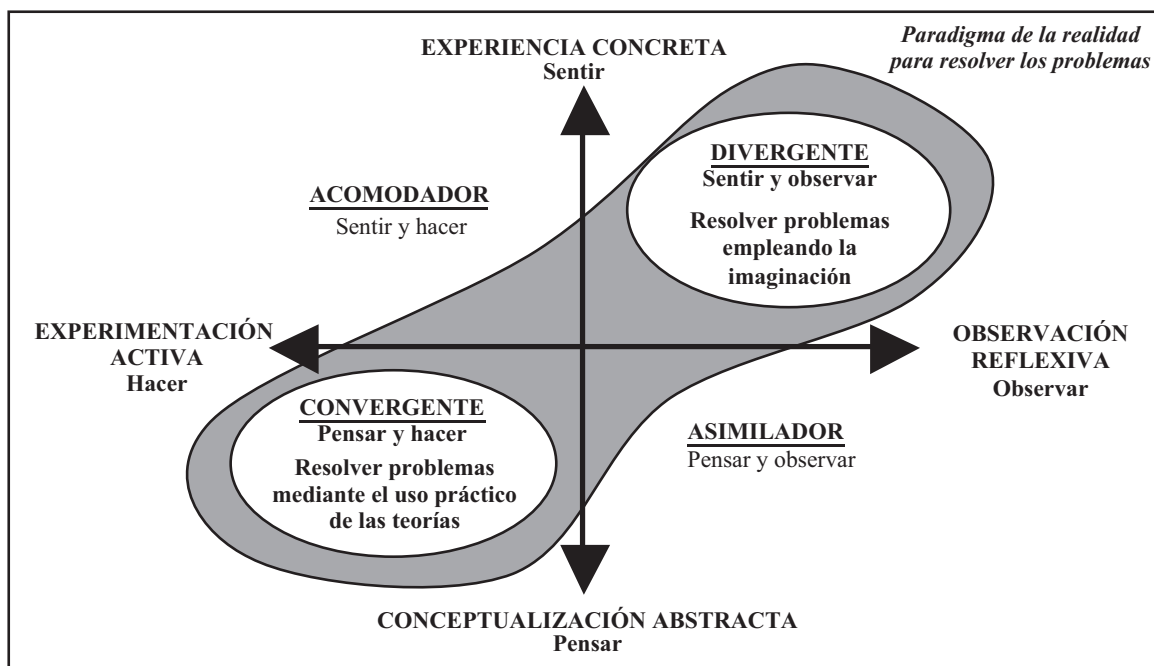 Paradigma de la realidad
para resolver los problemas
EXPERIENCIA CONCRETA
Sentir
DIVERGENTE
Sentir y observar
Resolver problemas
empleando la
imaginación
ACOMODADOR
Sentir y hacer
EXPERIMENTACIÓN
ACTIVA
Hacer
OBSERVACIÓN
REFLEXIVA
Observar
CONVERGENTE
Pensar y hacer
Resolver problemas
mediante el uso práctico
de las teorías
ASIMILADOR
Pensar y observar
CONCEPTUALIZACIÓN ABSTRACTA
Pensar